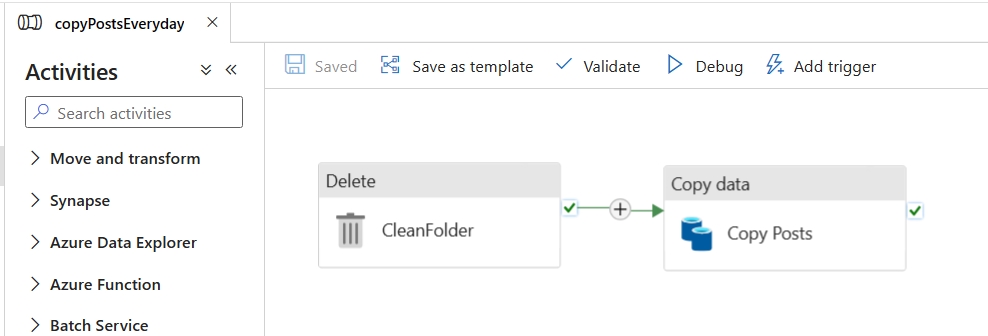 copyPostsEveryday
Activities
Search activities
Move and transform
Synapse
Azure Data Explorer
Azure Function
Batch Service
Saved
Save as template
Validate
Debug
Add trigger
Delete
CleanFolder
Copy data
Copy Posts